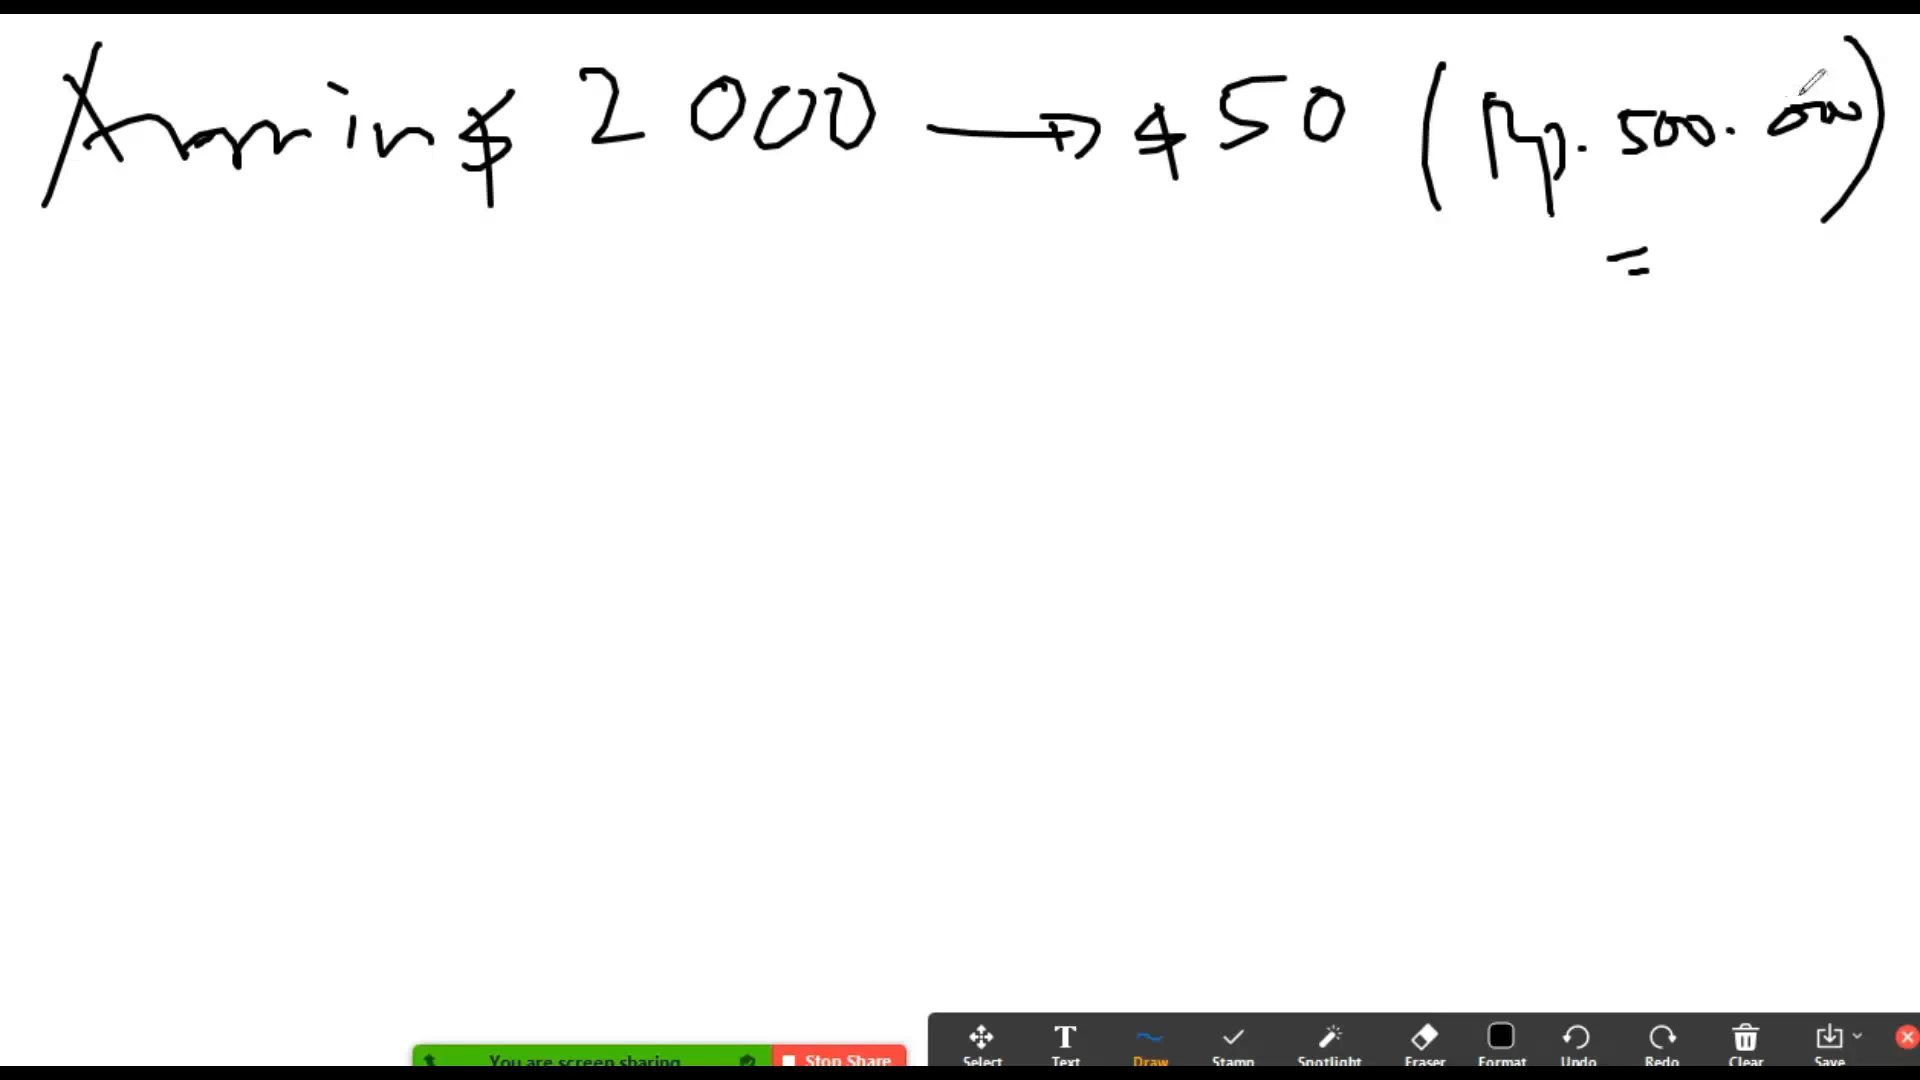 Margin $ 2000 → $ 50 (Rp. 500.000)
=
You are screen sharing Stop Share
Select Text Draw Stamp Spotlight Eraser Format Undo Redo Clear Save